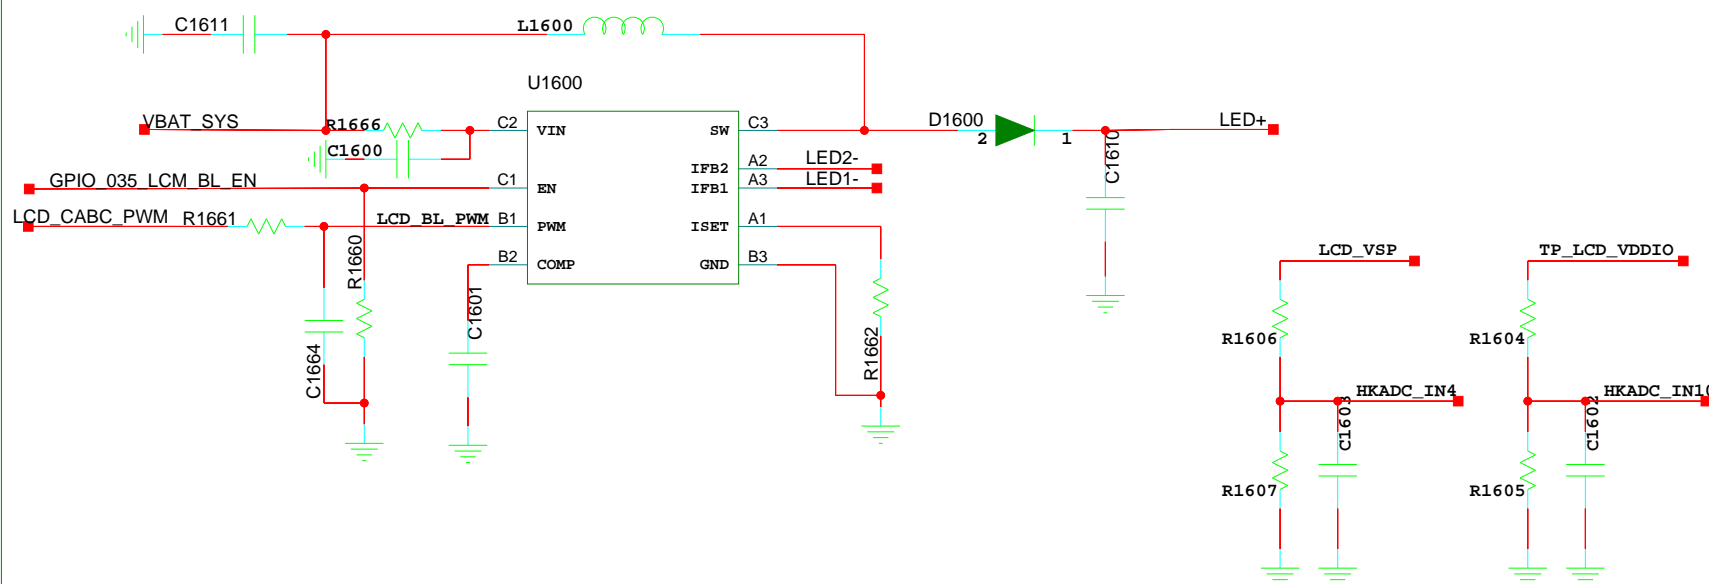 C1611
L1600
U1600
VBAT_SYS
R1666
C2
VIN
SW
C3
D1600
2
1
LED+
C1600
C1610
IFB2
A2
LED2-
GPIO_035_LCM_BL_EN
C1
EN
IFB1
A3
LED1-
LCD_CABC_PWM
R1661
LCD_BL_PWM
B1
PWM
ISET
A1
R1660
B2
COMP
GND
B3
LCD_VSP
TP_LCD_VDDIO
C1601
C1664
R1662
R1606
R1604
HKADC_IN4
HKADC_IN10
C1603
C1602
R1607
R1605